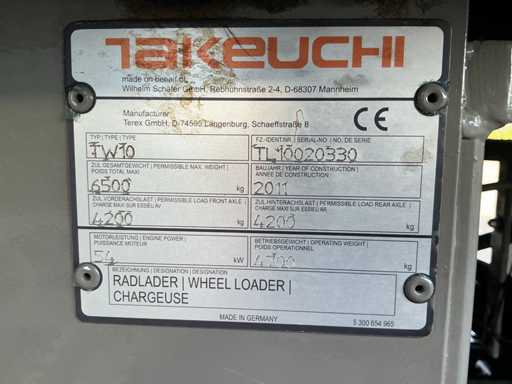 TAKEUCHI
made on behalf of
Wilhelm Schäfer GmbH, Rebhuhnstraße 2-4, D-68307 Mannheim
Manufacturer
Terex GmbH, D-74595 Langenburg, Schaeffstraße 8
CE
TYP | TYPE | TYPE
TW10
FZ-IDENT.NR | SERIAL-NO | NO. DE SERIE
TL10020330
ZUL.GESAMTGEWICHT | PERMISSIBLE MAX. WEIGHT |
POIDS TOTAL MAXI
6500 kg
BAUJAHR | YEAR OF CONSTRUCTION |
ANNEE DE CONSTRUCTION
2011
ZUL.VORDERACHSLAST | PERMISSIBLE LOAD FRONT AXLE |
CHARGE MAXI SUR ESSIEU AV
4200 kg
ZUL.HINTERACHSLAST | PERMISSIBLE LOAD REAR AXLE |
CHARGE MAXI SUR ESSIEU AR
4200 kg
MOTORLEISTUNG | ENGINE POWER |
PUISSANCE MOTEUR
54 kW
BETRIEBSGEWICHT | OPERATING WEIGHT |
POIDS OPERATIONNEL
kg
BEZEICHNUNG | DESIGNATION | DESIGNATION
RADLADER | WHEEL LOADER |
CHARGEUSE
MADE IN GERMANY
5 300 654 965